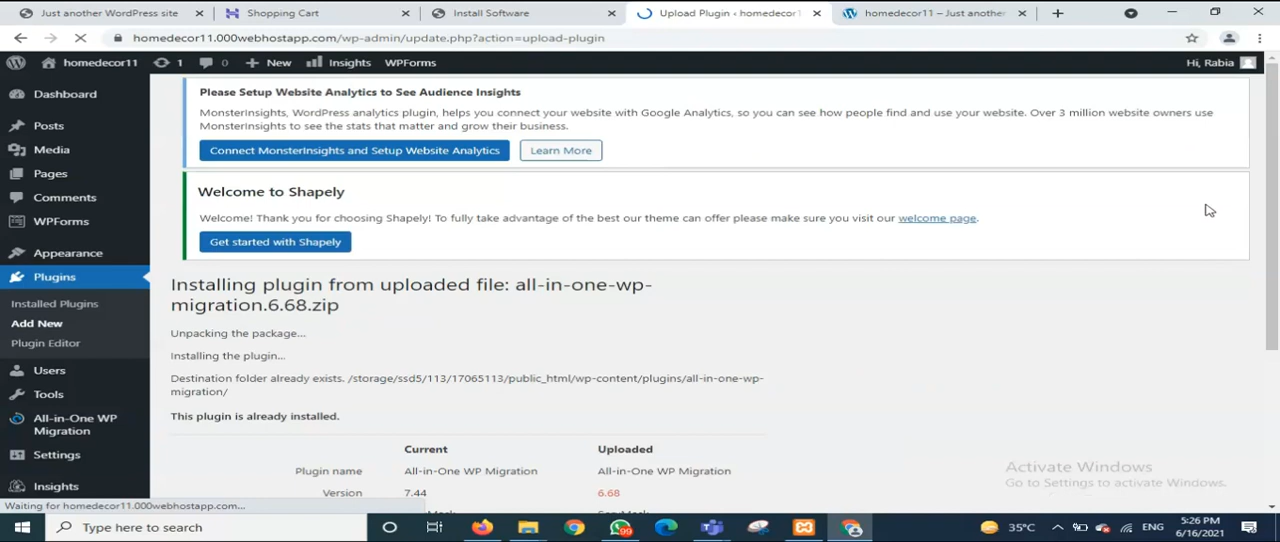 Just another WordPress site
Shopping Cart
Install Software
Upload Plugin ‹ homedecor1
homedecor11 – Just another
homedecor11.000webhostapp.com/wp-admin/update.php?action=upload-plugin
homedecor11 1 0 New Insights WPForms Hi, Rabia
Dashboard
Posts
Media
Pages
Comments
WPForms
Appearance
Plugins
Installed Plugins
Add New
Plugin Editor
Users
Tools
All-in-One WP
Migration
Settings
Insights
Please Setup Website Analytics to See Audience Insights
MonsterInsights, WordPress analytics plugin, helps you connect your website with Google Analytics, so you can see how people find and use your website. Over 3 million website owners use
MonsterInsights to see the stats that matter and grow their business.
Connect MonsterInsights and Setup Website Analytics Learn More
Welcome to Shapely
Welcome! Thank you for choosing Shapely! To fully take advantage of the best our theme can offer please make sure you visit our welcome page.
Get started with Shapely
Installing plugin from uploaded file: all-in-one-wp-
migration.6.68.zip
Unpacking the package...
Installing the plugin...
Destination folder already exists. /storage/ssd5/113/17065113/public_html/wp-content/plugins/all-in-one-wp-
migration/
This plugin is already installed.
Current Uploaded
Plugin name All-in-One WP Migration All-in-One WP Migration
Version 7.44 6.68
Activate Windows
Go to Settings to activate Windows.
Waiting for homedecor11.000webhostapp.com...
Type here to search
99
35°C ENG
5:26 PM
6/16/2021